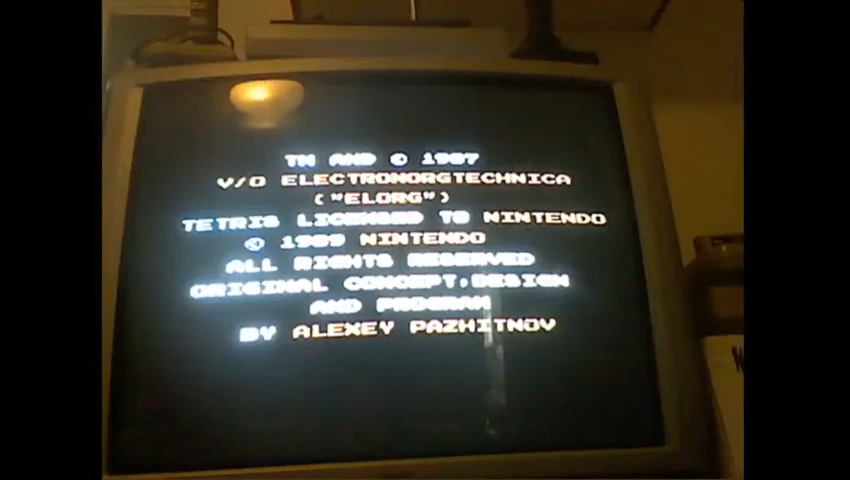 TM AND © 1987
V/O ELECTRONORGTECHNICA
("ELORG")
TETRIS LICENSED TO NINTENDO
© 1989 NINTENDO
ALL RIGHTS RESERVED
ORIGINAL CONCEPT,DESIGN
AND PROGRAM
BY ALEXEY PAZHITNOV